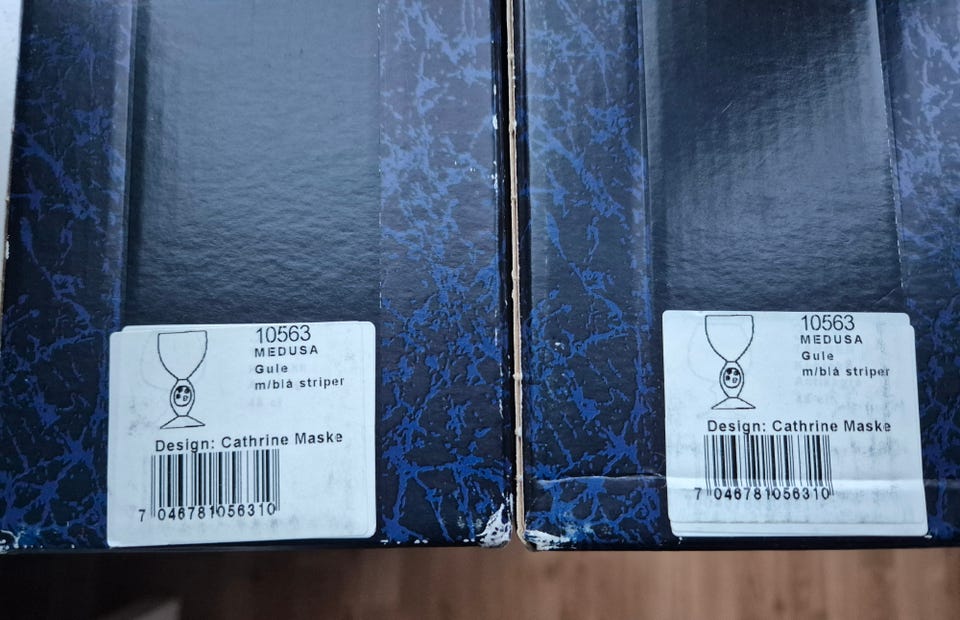 10563
MEDUSA
Gule
m/blå striper
Design: Cathrine Maske
7 046781 056310
10563
MEDUSA
Gule
m/blå striper
Design: Cathrine Maske
7 046781 056310